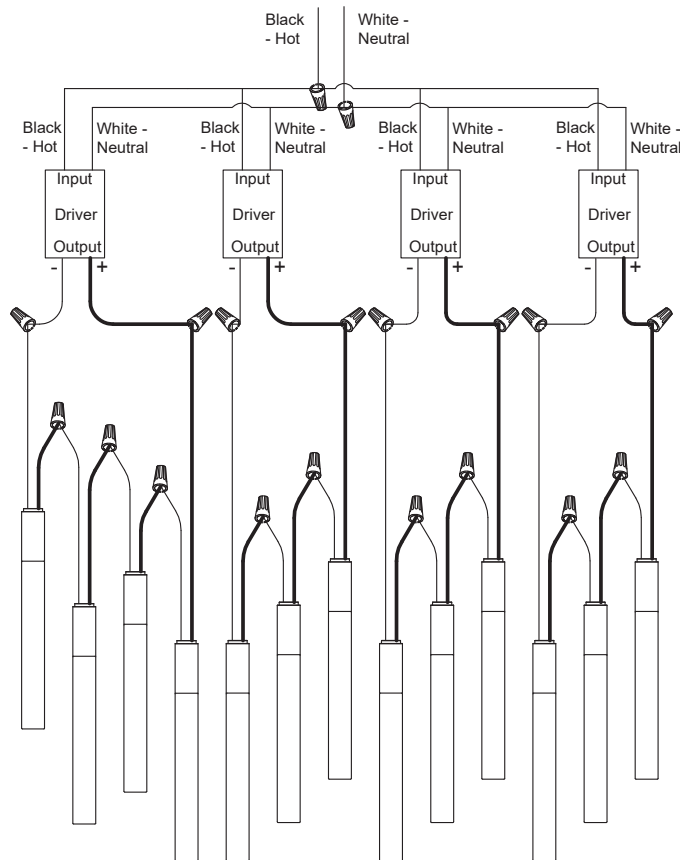 Black
- Hot
White -
Neutral
Black
- Hot
White -
Neutral
Black
- Hot
White -
Neutral
Black
- Hot
White -
Neutral
Black
- Hot
White -
Neutral
Input
Driver
Output
- +
Input
Driver
Output
- +
Input
Driver
Output
- +
Input
Driver
Output
- +